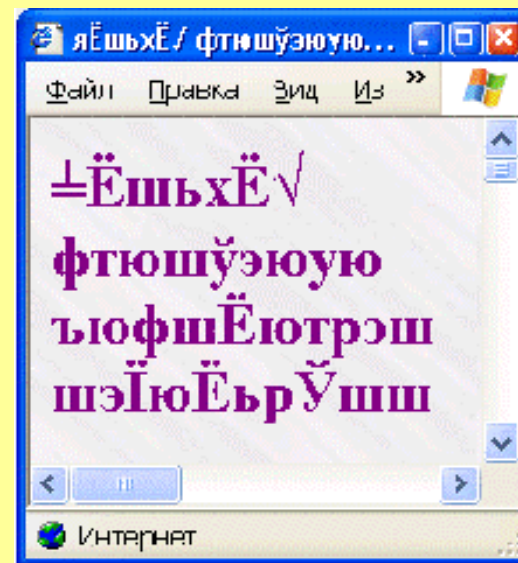 яЁшьхЁ/ фтюшўэюую...
Файл Правка Вид Из »
╧ЁшьхЁ√
фтюшўэюую
ъюфшЁютрэш
шэЇюЁьрЎшш
Интернет